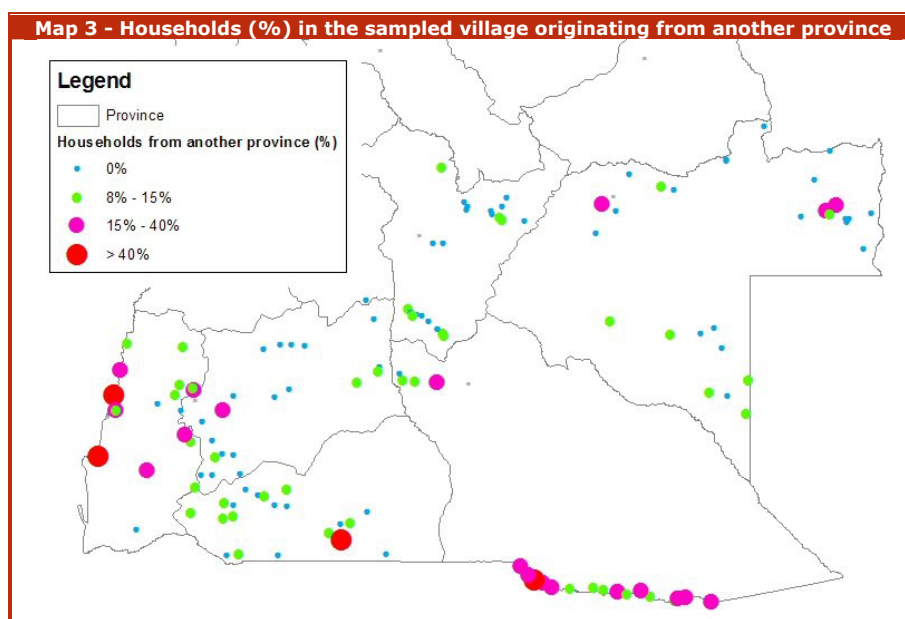 Map 3 - Households (%) in the sampled village originating from another province
Legend
Province
Households from another province (%)
0%
8% - 15%
15% - 40%
> 40%